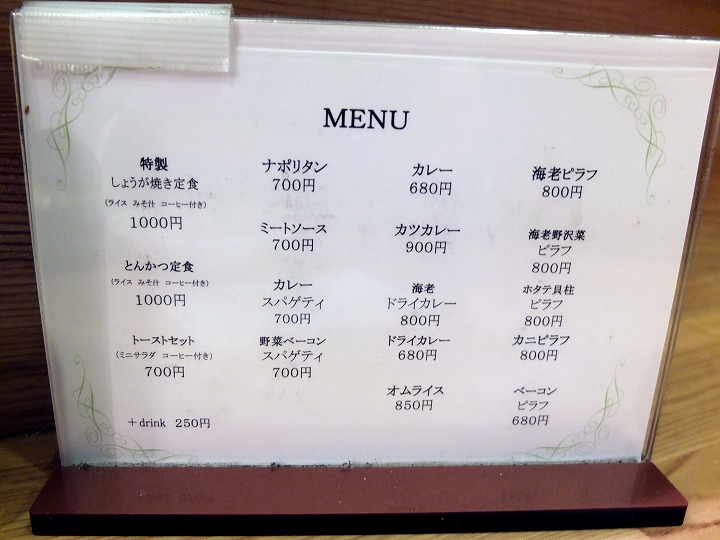 MENU
特製
しょうが焼き定食
(ライス みそ汁 コーヒー付き)
1000円
とんかつ定食
(ライス みそ汁 コーヒー付き)
1000円
トーストセット
(ミニサラダ コーヒー付き)
700円
+drink 250円
ナポリタン
700円
ミートソース
700円
カレー
スパゲティ
700円
野菜ベーコン
スパゲティ
700円
カレー
680円
カツカレー
900円
海老
ドライカレー
800円
ドライカレー
680円
オムライス
850円
海老ピラフ
800円
海老野沢菜
ピラフ
800円
ホタテ貝柱
ピラフ
800円
カニピラフ
800円
ベーコン
ピラフ
680円